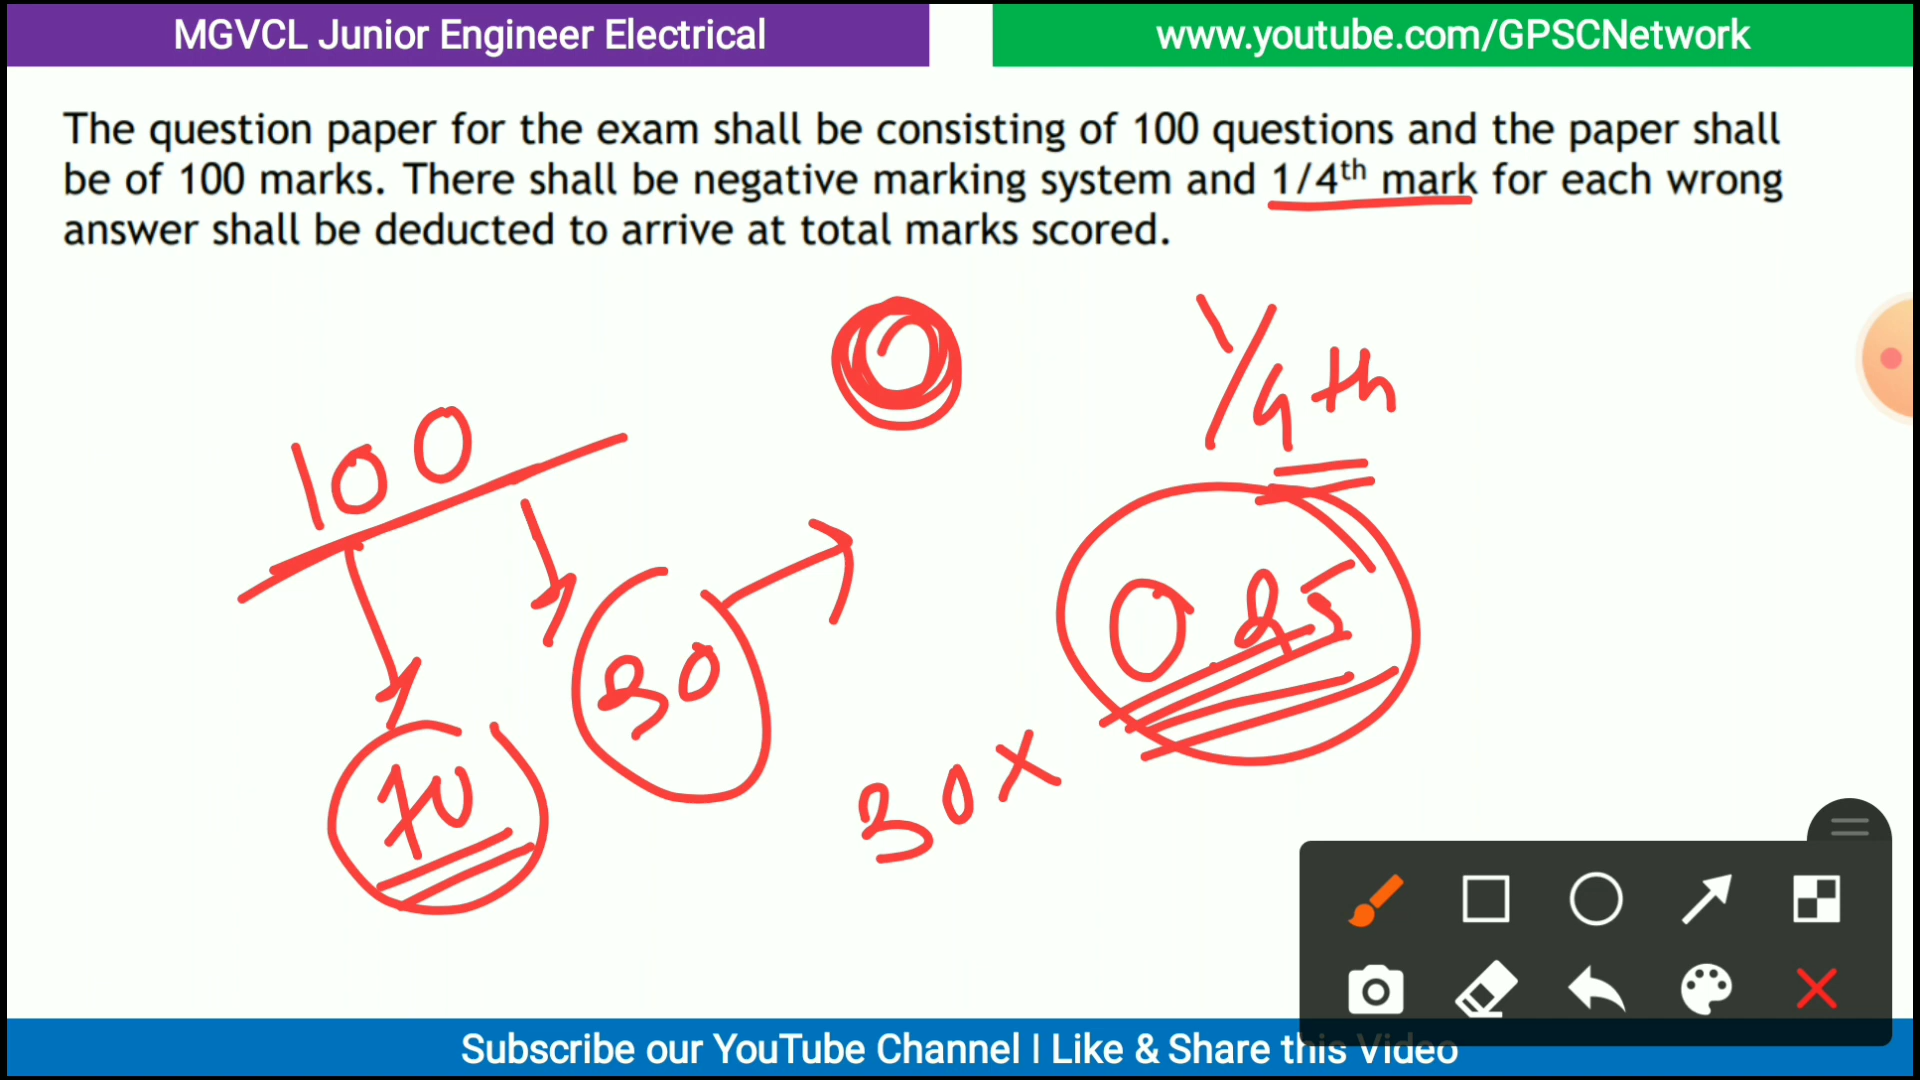 MGVCL Junior Engineer Electrical
www.youtube.com/GPSCNetwork
The question paper for the exam shall be consisting of 100 questions and the paper shall
be of 100 marks. There shall be negative marking system and 1/4th mark for each wrong
answer shall be deducted to arrive at total marks scored.
0
1/4th
100
0.25
30
70
30x
Subscribe our YouTube Channel | Like & Share this Video